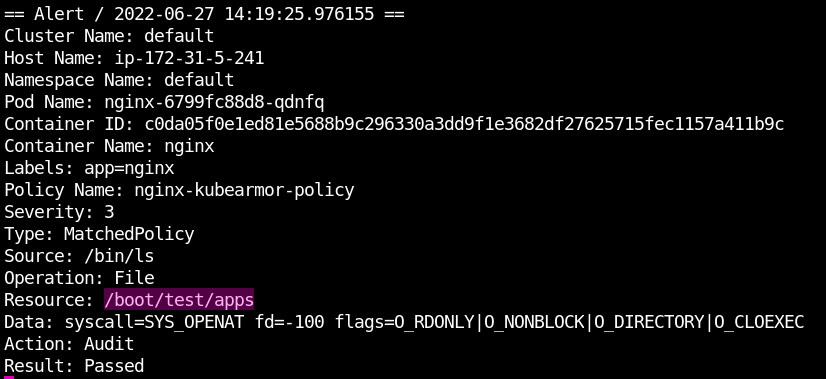 == Alert / 2022-06-27 14:19:25.976155 ==
Cluster Name: default
Host Name: ip-172-31-5-241
Namespace Name: default
Pod Name: nginx-6799fc88d8-qdnfq
Container ID: c0da05f0e1ed81e5688b9c296330a3dd9f1e3682df27625715fec1157a411b9c
Container Name: nginx
Labels: app=nginx
Policy Name: nginx-kubearmor-policy
Severity: 3
Type: MatchedPolicy
Source: /bin/ls
Operation: File
Resource: /boot/test/apps
Data: syscall=SYS_OPENAT fd=-100 flags=O_RDONLY|O_NONBLOCK|O_DIRECTORY|O_CLOEXEC
Action: Audit
Result: Passed